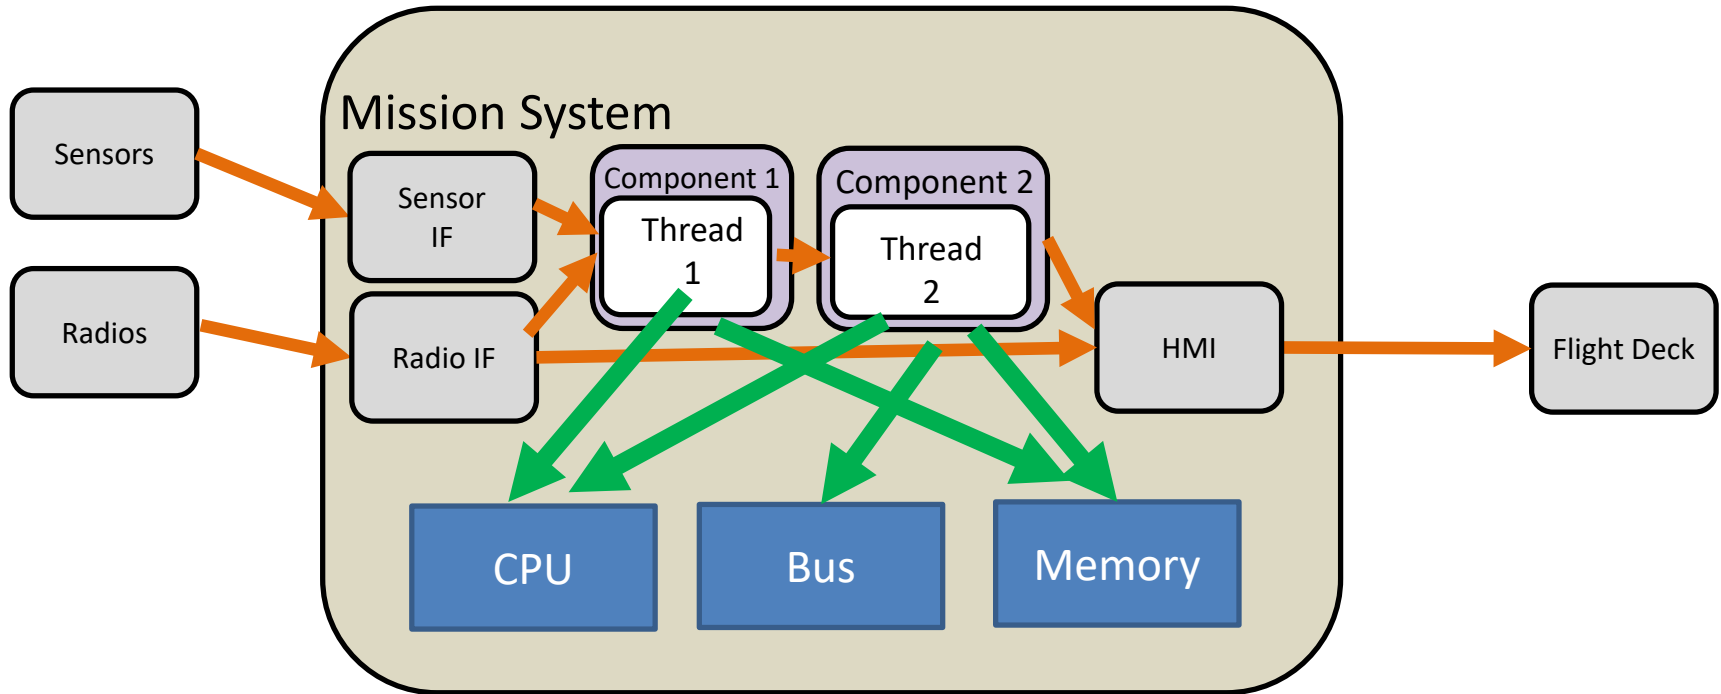 Mission System
Sensors
Sensor
IF
Component 1
Thread
1
Component 2
Thread
2
Radios
Radio IF
HMI
Flight Deck
CPU
Bus
Memory